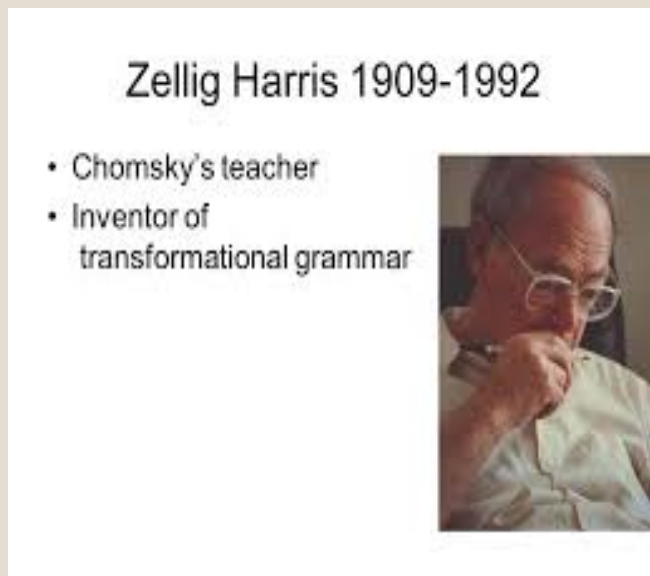 Zellig Harris 1909-1992
• Chomsky's teacher
• Inventor of
transformational grammar